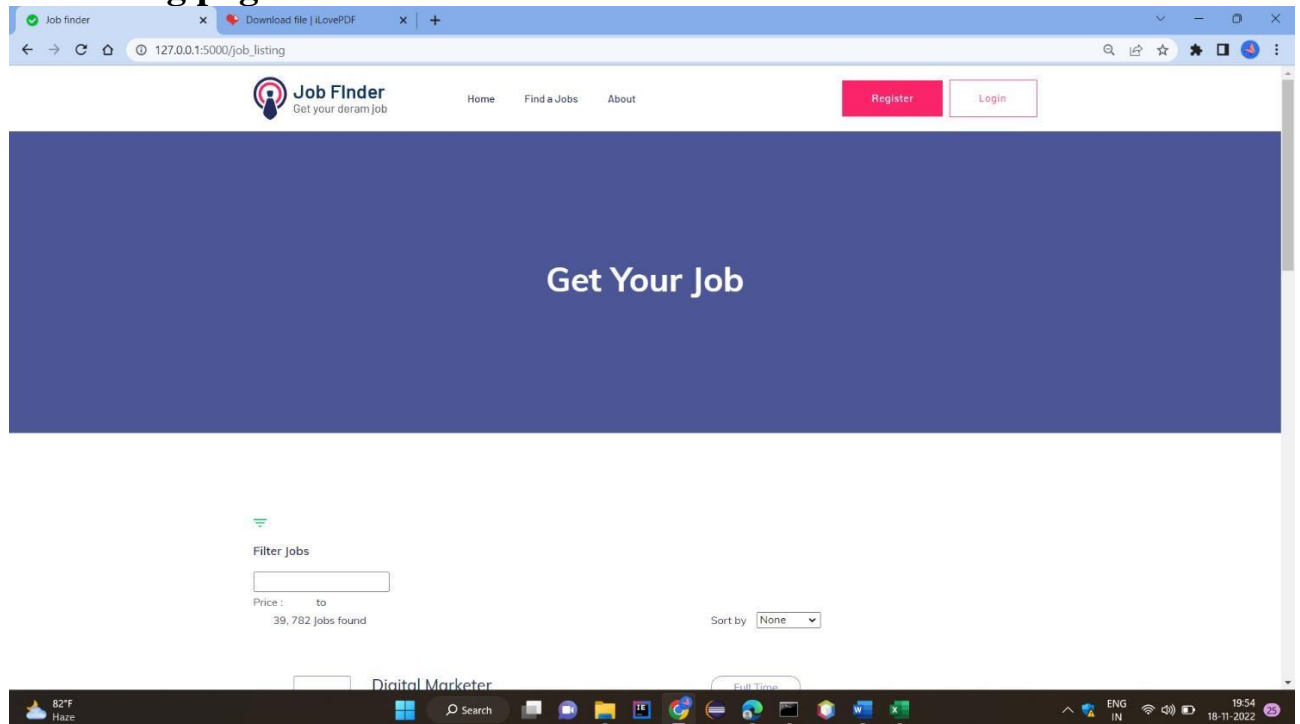 Job finder
Download file | iLovePDF
127.0.0.1:5000/job_listing
Job FInder
Get your deram job
Home Find a Jobs About Register Login
Get Your Job
Filter Jobs
Price : to
39, 782 Jobs found
Sort by None
Digital Marketer
Full Time
82°F
Haze
Search
ENG
IN
19:54
18-11-2022
25